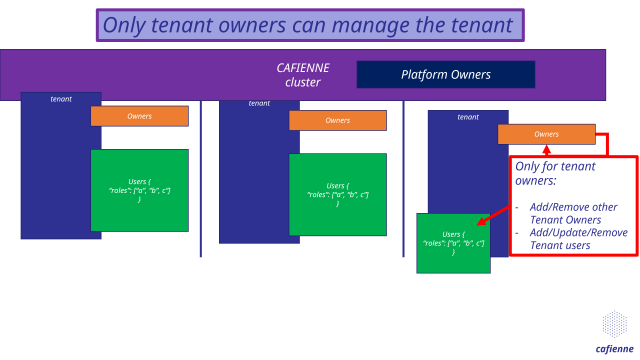 Only tenant owners can manage the tenant
CAFIENNE
cluster
Platform Owners
tenant
Owners
Users {
"roles": ["a", "b", "c"]
}
tenant
Owners
Users {
"roles": ["a", "b", "c"]
}
tenant
Owners
Users {
"roles": ["a", "b", "c"]
}
Only for tenant
owners:
- Add/Remove other
Tenant Owners
- Add/Update/Remove
Tenant users
cafienne